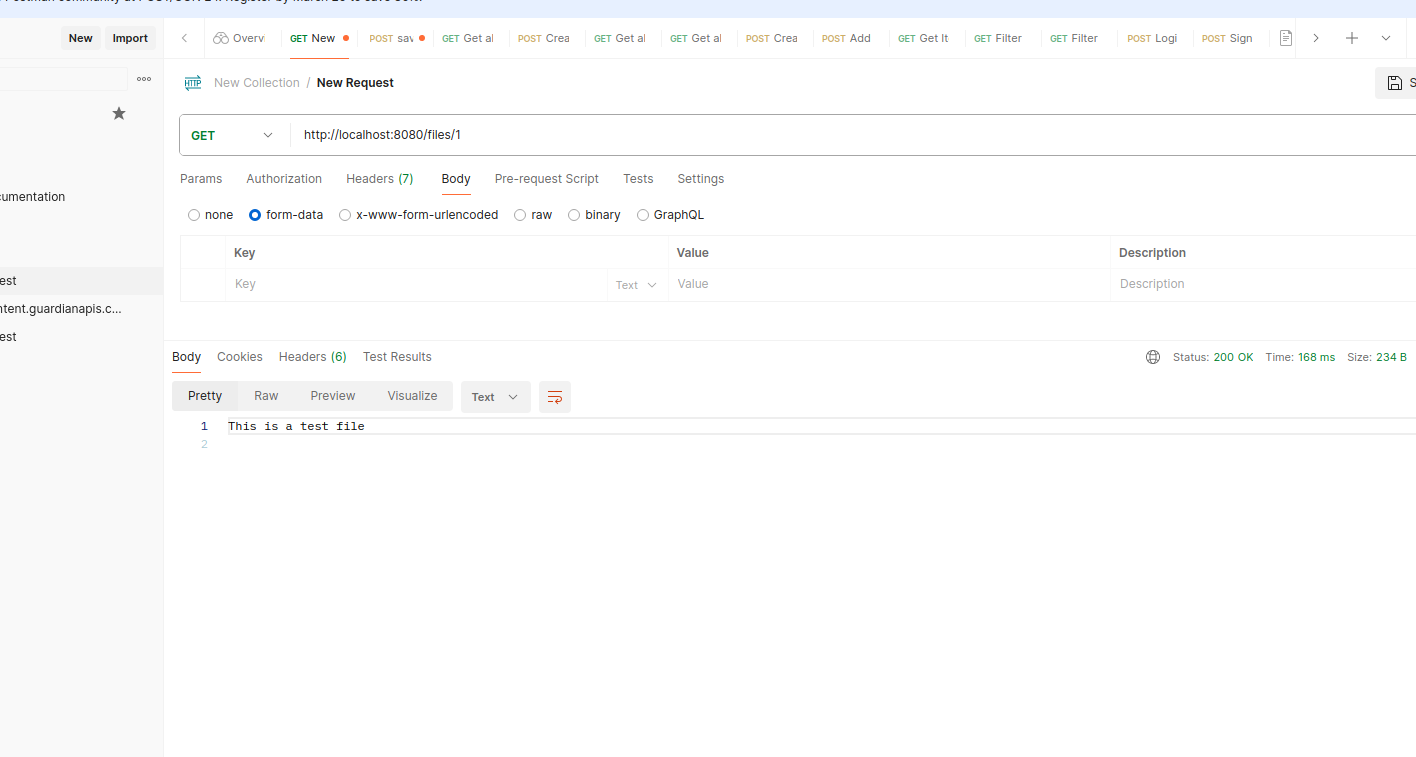 New Import
Overvi GET New POST sav GET Get al POST Crea GET Get al GET Get al POST Crea POST Add GET Get It GET Filter GET Filter POST Logi POST Sign
HTTP New Collection / New Request S
GET http://localhost:8080/files/1
Params Authorization Headers (7) Body Pre-request Script Tests Settings
cumentation
none form-data x-www-form-urlencoded raw binary GraphQL
Key Value Description
est
Key Text Value Description
ntent.guardianapis.c...
est
Body Cookies Headers (6) Test Results Status: 200 OK Time: 168 ms Size: 234 B
Pretty Raw Preview Visualize Text
1 This is a test file
2